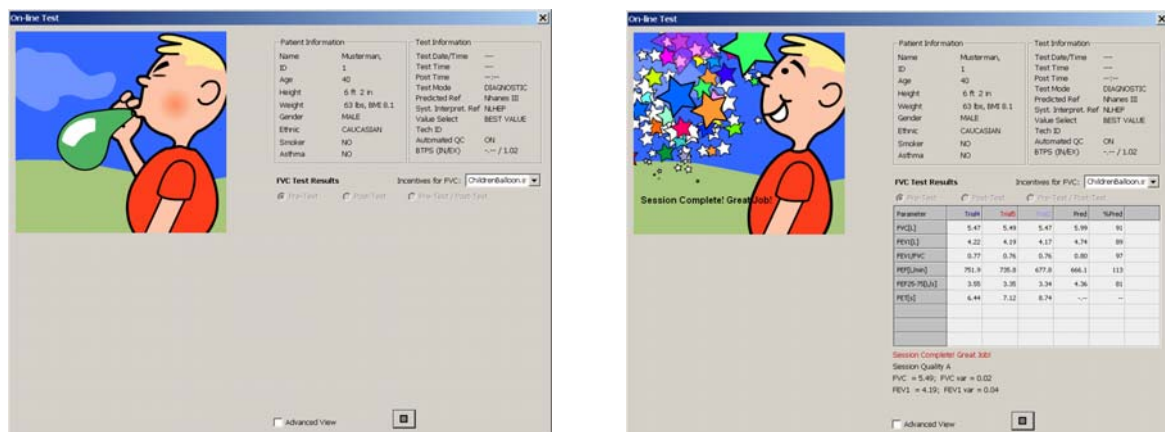 On-line Test
Patient Information
Name Musterman,
ID 1
Age 40
Height 6 ft 2 in
Weight 63 lbs, BMI 8.1
Gender MALE
Ethnic CAUCASIAN
Smoker NO
Asthma NO
Test Information
Test Date/Time ---
Test Time ---
Post Time --:--
Test Mode DIAGNOSTIC
Predicted Ref Nhanes III
Syst. Interpret. Ref NLHEP
Value Select BEST VALUE
Tech ID
Automated QC ON
BTPS (IN/EX) -.-- / 1.02
FVC Test Results Incentives for FVC: ChildrenBalloon.
Pre-Test Post-Test Pre-Test / Post-Test
Advanced View
On-line Test
Session Complete! Great Job!
Patient Information
Name Musterman,
ID 1
Age 40
Height 6 ft 2 in
Weight 63 lbs, BMI 8.1
Gender MALE
Ethnic CAUCASIAN
Smoker NO
Asthma NO
Test Information
Test Date/Time ---
Test Time ---
Post Time --:--
Test Mode DIAGNOSTIC
Predicted Ref Nhanes III
Syst. Interpret. Ref NLHEP
Value Select BEST VALUE
Tech ID
Automated QC ON
BTPS (IN/EX) -.-- / 1.02
FVC Test Results Incentives for FVC: ChildrenBalloon.
Pre-Test Post-Test Pre-Test / Post-Test
Parameter Trial4 Trial5 Pred %Pred
FVC[L] 5.47 5.49 5.47 5.99 91
FEV1[L] 4.22 4.19 4.17 4.74 89
FEV1/FVC 0.77 0.76 0.76 0.80 97
PEF[L/min] 751.9 735.8 677.8 666.1 113
FEF25-75[L/s] 3.55 3.35 3.34 4.36 81
FET[s] 6.44 7.12 8.74 -.-- --
Session Complete! Great Job!
Session Quality A
FVC = 5.49; FVC var = 0.02
FEV1 = 4.19; FEV1 var = 0.04
Advanced View